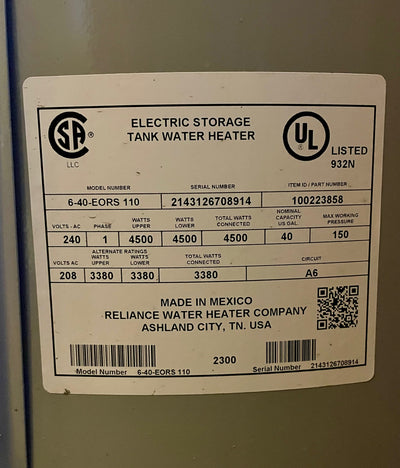 SA ®
LLC
ELECTRIC STORAGE
TANK WATER HEATER
UL ®
LISTED
932N
MODEL NUMBER SERIAL NUMBER ITEM ID / PART NUMBER
6-40-EORS 110 2143126708914 100223858
VOLTS - AC PHASE WATTS UPPER WATTS LOWER TOTAL WATTS CONNECTED NOMINAL CAPACITY US GAL MAX WORKING PRESSURE
240 1 4500 4500 4500 40 150
ALTERNATE RATINGS
VOLTS - AC WATTS UPPER WATTS LOWER TOTAL WATTS CONNECTED CIRCUIT
208 3380 3380 3380 A6
MADE IN MEXICO
RELIANCE WATER HEATER COMPANY
ASHLAND CITY, TN. USA
2300
Model Number 6-40-EORS 110
Serial Number 2143126708914